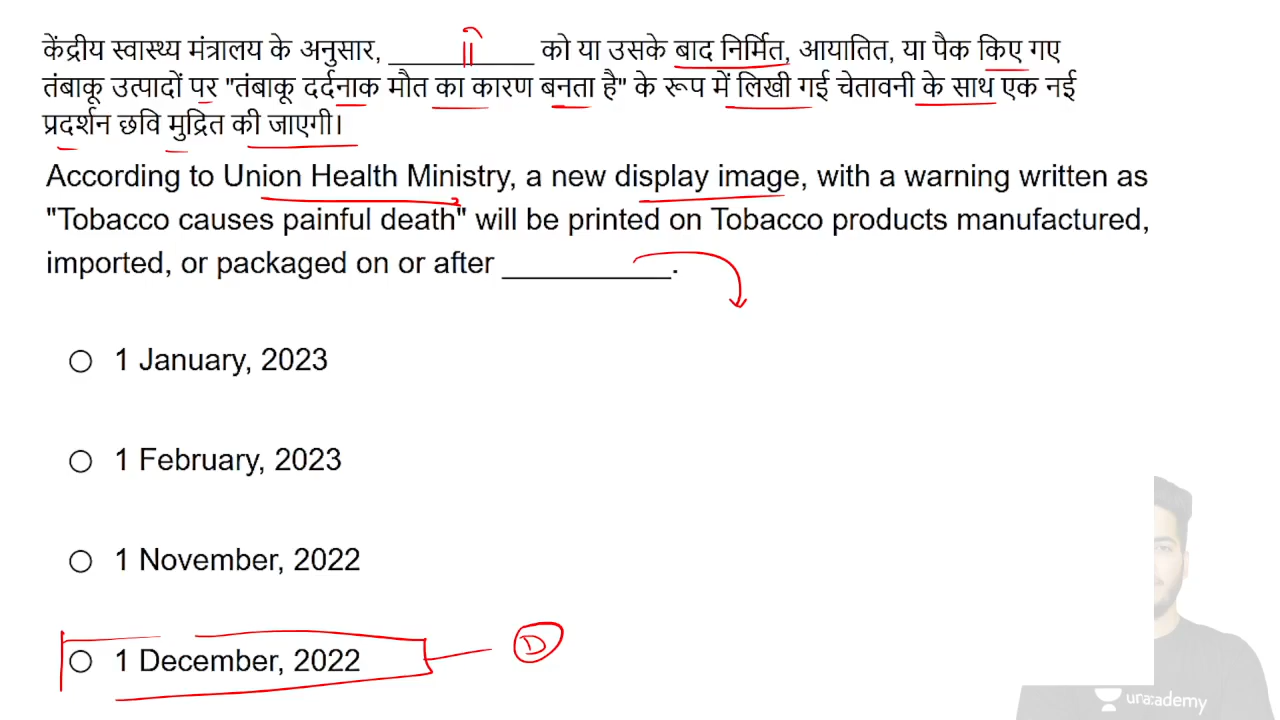 केंद्रीय स्वास्थ्य मंत्रालय के अनुसार, __________ को या उसके बाद निर्मित, आयातित, या पैक किए गए
तंबाकू उत्पादों पर "तंबाकू दर्दनाक मौत का कारण बनता है" के रूप में लिखी गई चेतावनी के साथ एक नई
प्रदर्शन छवि मुद्रित की जाएगी।
According to Union Health Ministry, a new display image, with a warning written as
"Tobacco causes painful death" will be printed on Tobacco products manufactured,
imported, or packaged on or after __________.
1 January, 2023
1 February, 2023
1 November, 2022
1 December, 2022
D